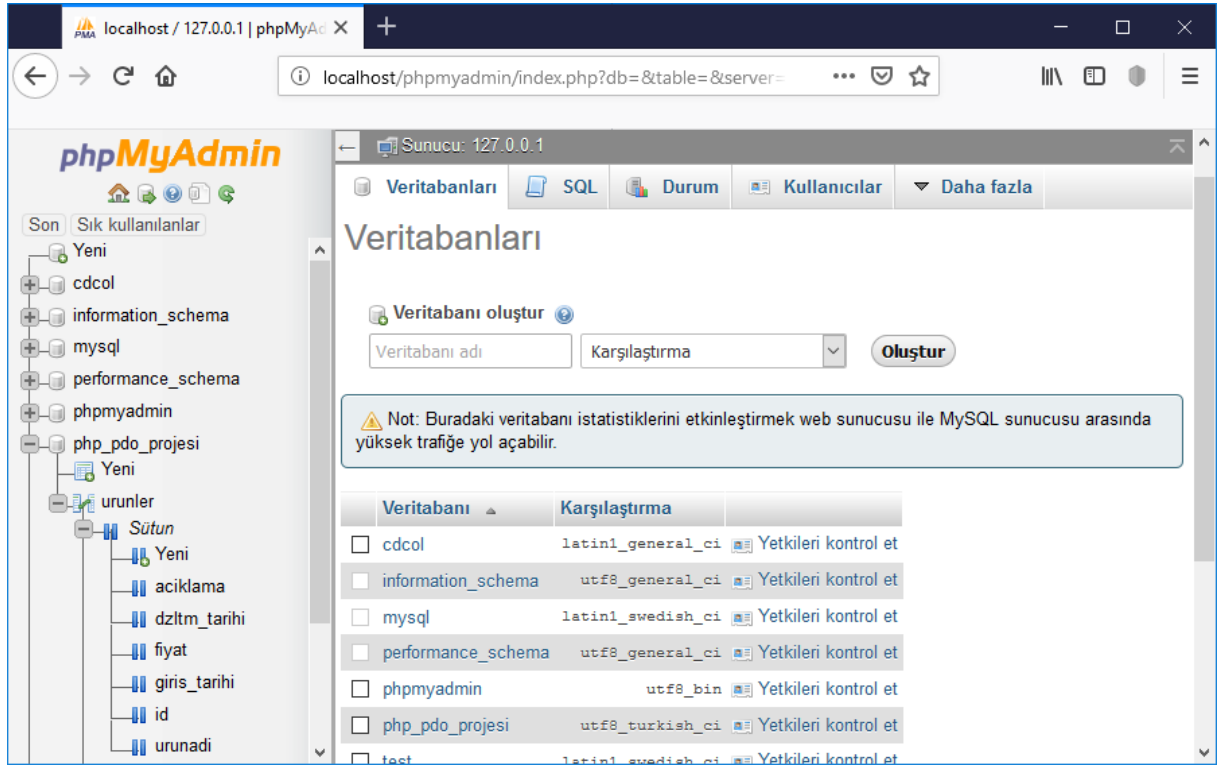 localhost / 127.0.0.1 | phpMyAd
localhost/phpmyadmin/index.php?db=&table=&server=
phpMyAdmin
Son Sık kullanılanlar
Yeni
cdcol
information_schema
mysql
performance_schema
phpmyadmin
php_pdo_projesi
Yeni
urunler
Sütun
Yeni
aciklama
dzltm_tarihi
fiyat
giris_tarihi
id
urunadi
Sunucu: 127.0.0.1
Veritabanları SQL Durum Kullanıcılar Daha fazla
Veritabanları
Veritabanı oluştur
Veritabanı adı Karşılaştırma Oluştur
Not: Buradaki veritabanı istatistiklerini etkinleştirmek web sunucusu ile MySQL sunucusu arasında
yüksek trafiğe yol açabilir.
Veritabanı Karşılaştırma
cdcol latin1_general_ci Yetkileri kontrol et
information_schema utf8_general_ci Yetkileri kontrol et
mysql latin1_swedish_ci Yetkileri kontrol et
performance_schema utf8_general_ci Yetkileri kontrol et
phpmyadmin utf8_bin Yetkileri kontrol et
php_pdo_projesi utf8_turkish_ci Yetkileri kontrol et
test latin1_swedish_ci Yetkileri kontrol et